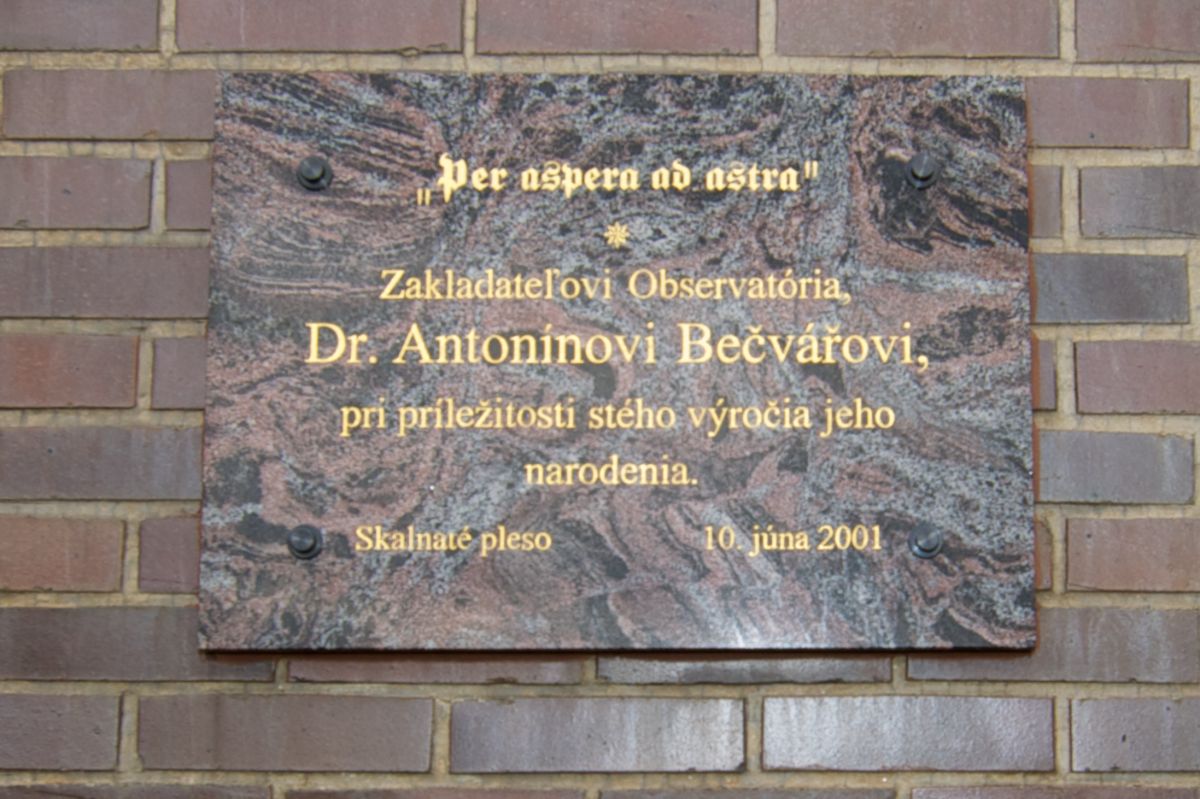 „Per aspera ad astra"
Zakladateľovi Observatória,
Dr. Antonínovi Bečvářovi,
pri príležitosti stého výročia jeho
narodenia.
Skalnaté pleso 10. júna 2001